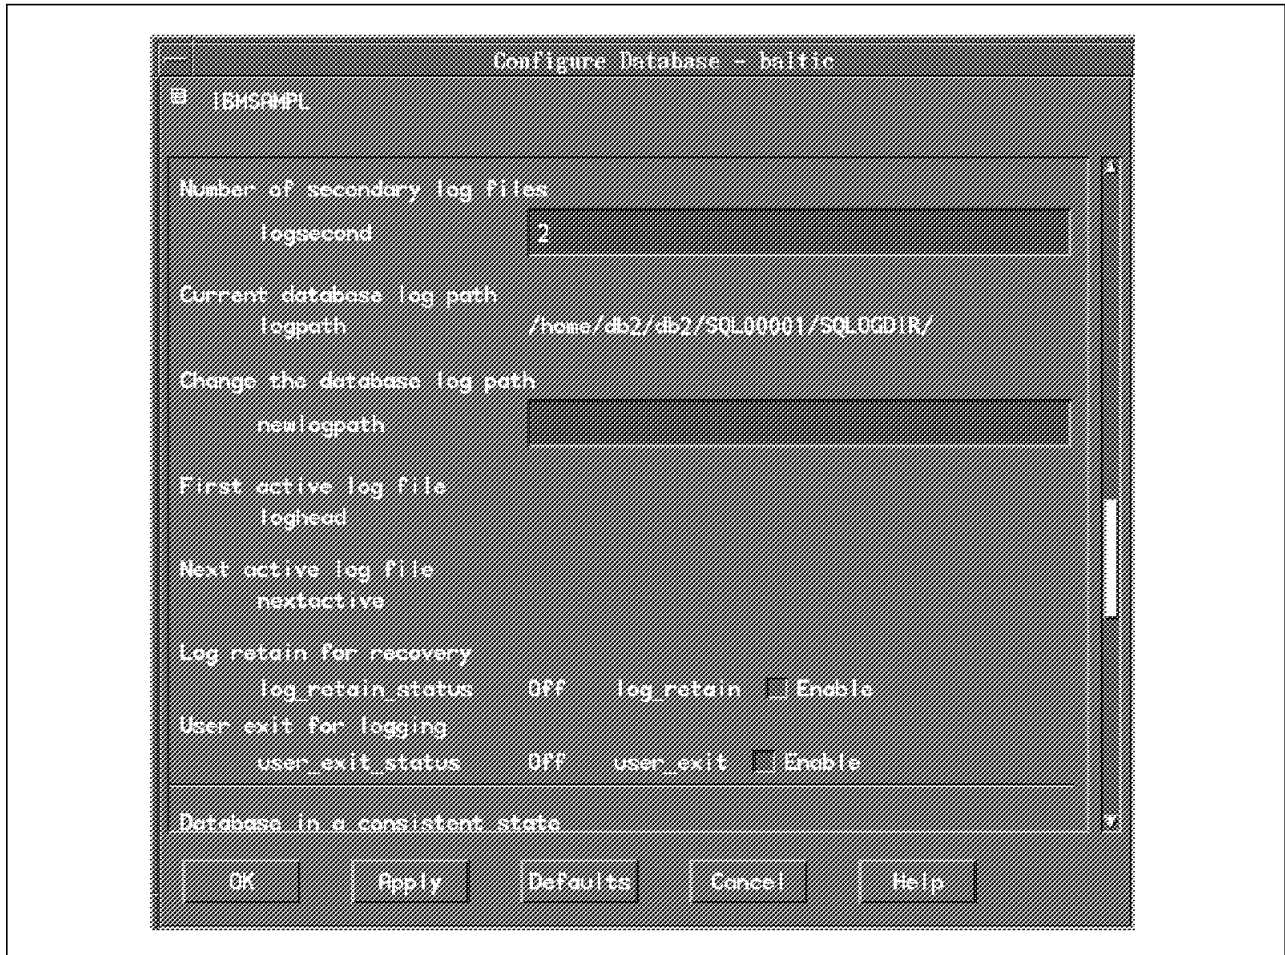 Configure Database - baltic
IBMSAMPL
Number of secondary log files
logsecond 2
Current database log path
logpath /home/db2/db2/SQL00001/SQLOGDIR/
Change the database log path
newlogpath
First active log file
loghead
Next active log file
nextactive
Log retain for recovery
log_retain_status Off log_retain Enable
User exit for logging
user_exit_status Off user_exit Enable
Database in a consistent state
OK Apply Defaults Cancel Help